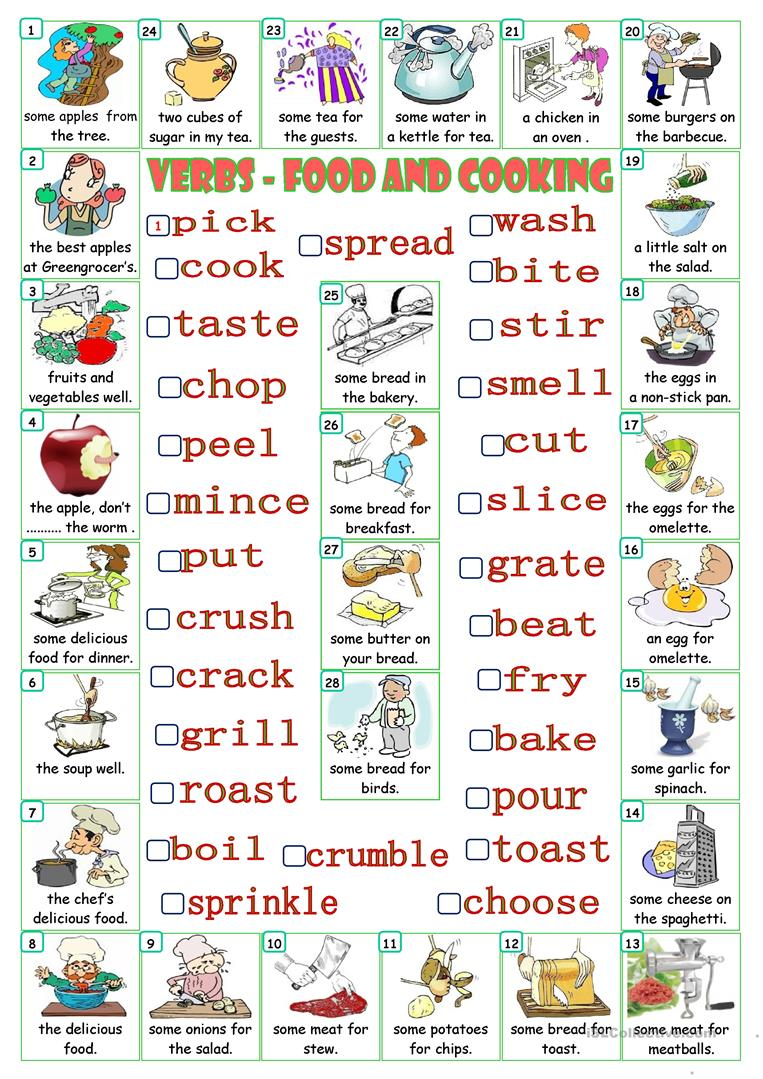 1
some apples from
the tree.
24
two cubes of
sugar in my tea.
23
some tea for
the guests.
22
some water in
a kettle for tea.
21
a chicken in
an oven .
20
some burgers on
the barbecue.
2
the best apples
at Greengrocer's.
VERBS - FOOD AND COOKING
19
a little salt on
the salad.
1 pick
spread
wash
cook
bite
3
fruits and
vegetables well.
taste
25
some bread in
the bakery.
stir
18
the eggs in
a non-stick pan.
chop
smell
4
the apple, don't
.......... the worm .
peel
26
some bread for
breakfast.
cut
17
the eggs for the
omelette.
mince
slice
5
some delicious
food for dinner.
put
27
some butter on
your bread.
grate
16
an egg for
omelette.
crush
beat
6
the soup well.
crack
28
some bread for
birds.
fry
15
some garlic for
spinach.
grill
bake
roast
pour
7
the chef's
delicious food.
boil
crumble
toast
14
some cheese on
the spaghetti.
sprinkle
choose
8
the delicious
food.
9
some onions for
the salad.
10
some meat for
stew.
11
some potatoes
for chips.
12
some bread for
toast.
13
some meat for
meatballs.
iSLCollective.com